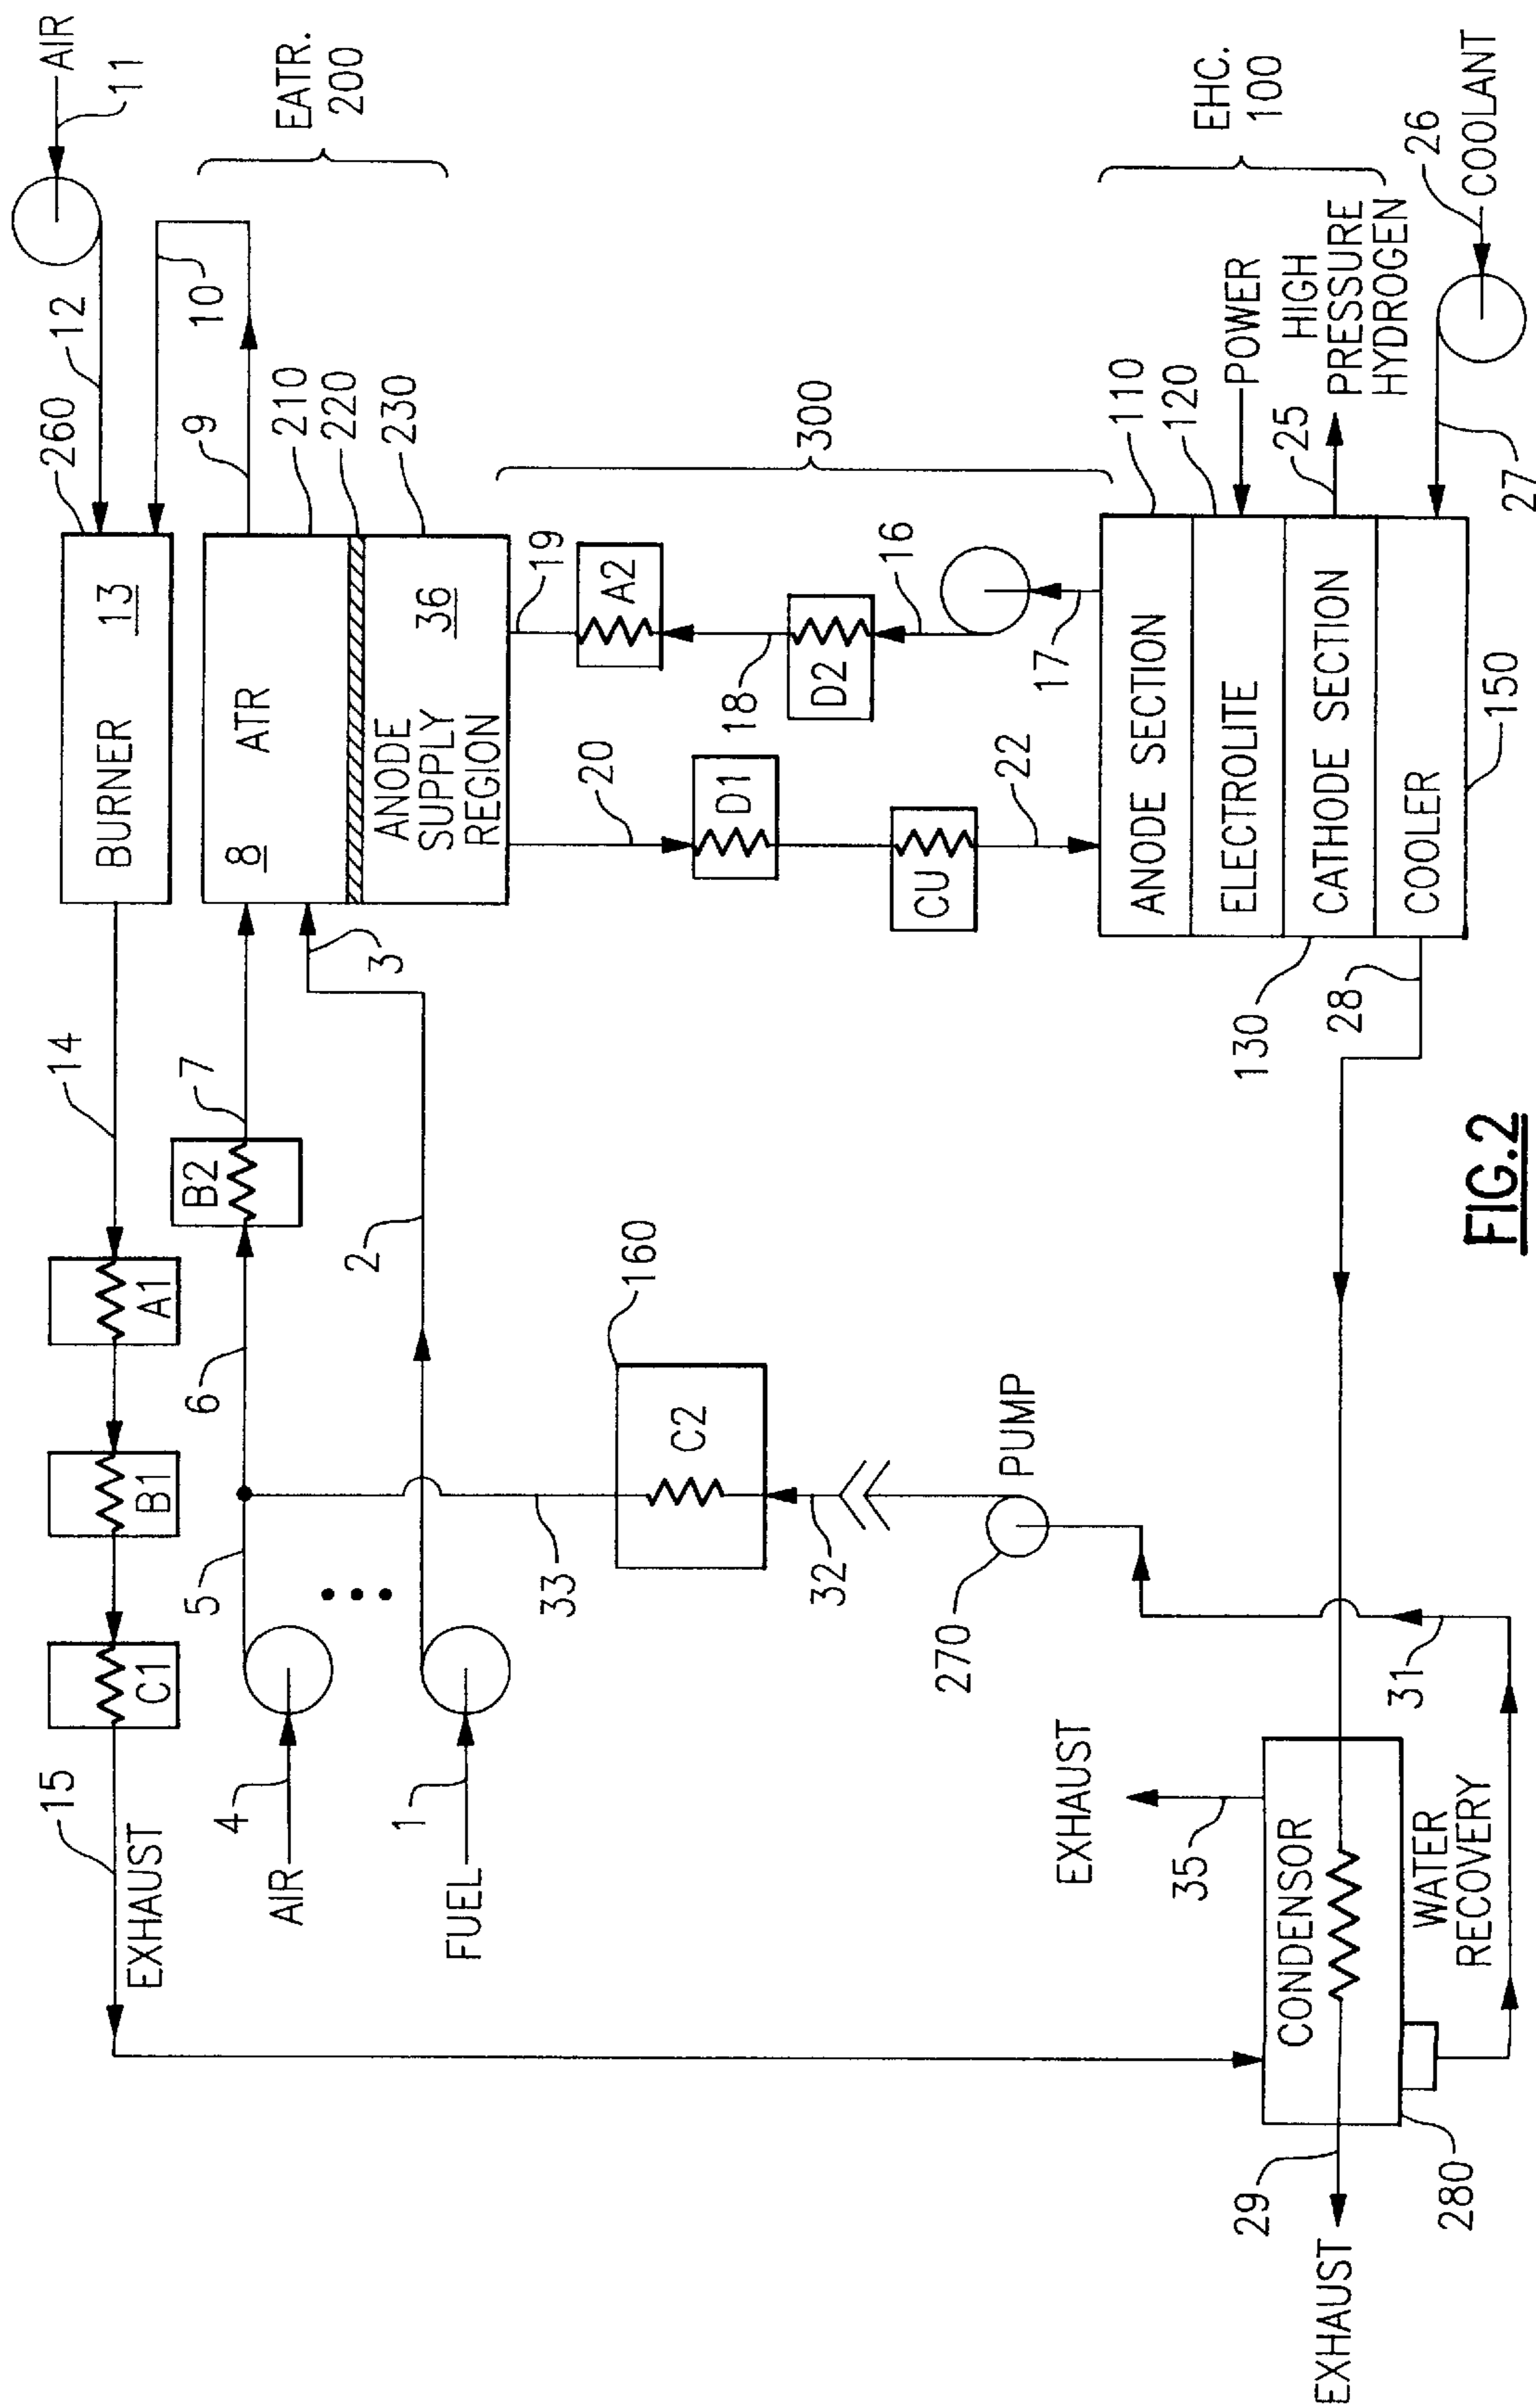 AIR
11
12
260
10
9
EATR.
200
BURNER
13
14
A1
B1
C1
15
EXHAUST
ATR
8
210
220
230
ANODE
SUPPLY
REGION
36
B2
7
6
5
4
AIR
3
2
1
FUEL
33
160
C2
32
PUMP
270
31
300
19
A2
18
D2
16
17
20
D1
CU
22
EHC.
100
110
120
POWER
ANODE SECTION
ELECTROLITE
CATHODE SECTION
COOLER
25
HIGH
PRESSURE
HYDROGEN
26
COOLANT
27
150
130
28
EXHAUST
35
CONDENSOR
WATER
RECOVERY
29
280
EXHAUST
FIG.2